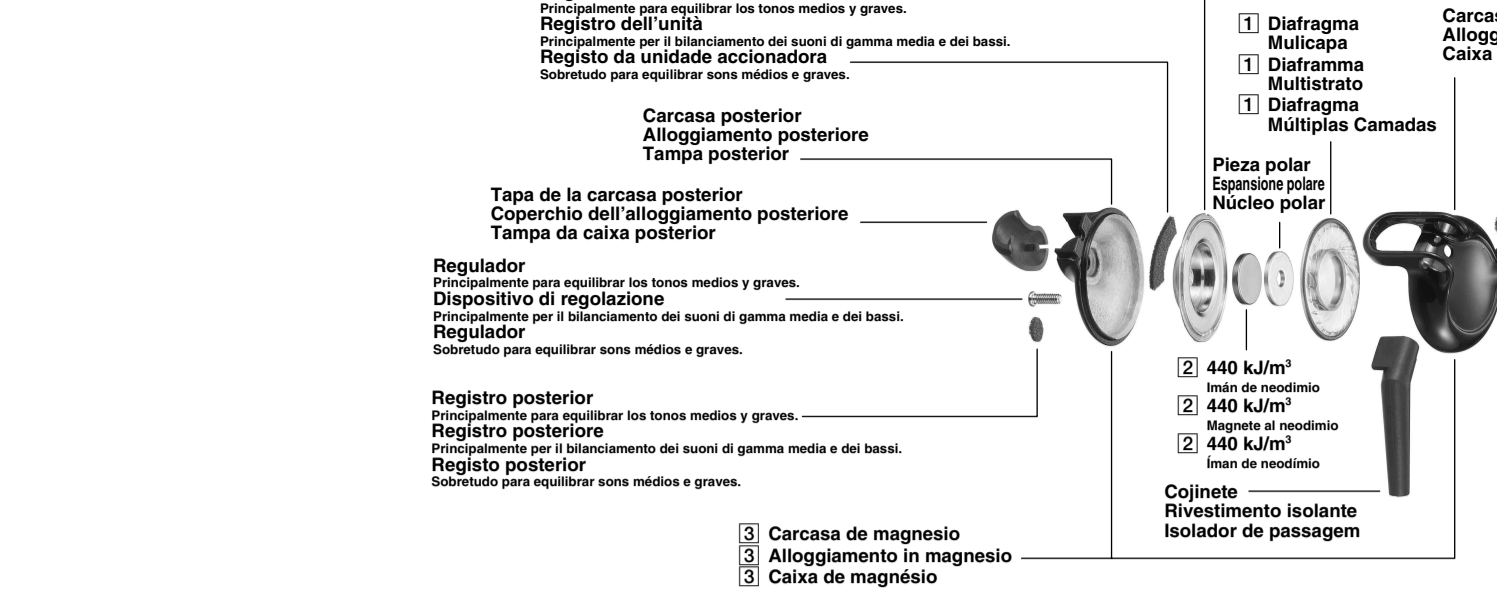 Principalmente para equilibrar los tonos medios y graves.
Registro dell'unità
Principalmente per il bilanciamento dei suoni di gamma media e dei bassi.
Registo da unidade accionadora
Sobretudo para equilibrar sons médios e graves.
Carcasa posterior
Alloggiamento posteriore
Tampa posterior
Tapa de la carcasa posterior
Coperchio dell'alloggiamento posteriore
Tampa da caixa posterior
Regulador
Principalmente para equilibrar los tonos medios y graves.
Dispositivo di regolazione
Principalmente per il bilanciamento dei suoni di gamma media e dei bassi.
Regulador
Sobretudo para equilibrar sons médios e graves.
Registro posterior
Principalmente para equilibrar los tonos medios y graves.
Registro posteriore
Principalmente per il bilanciamento dei suoni di gamma media e dei bassi.
Registo posterior
Sobretudo para equilibrar sons médios e graves.
3 Carcasa de magnesio
3 Alloggiamento in magnesio
3 Caixa de magnésio
1 Diafragma
Mulicapa
1 Diaframma
Multistrato
1 Diafragma
Múltiplas Camadas
Pieza polar
Espansione polare
Núcleo polar
2 440 kJ/m³
Imán de neodimio
2 440 kJ/m³
Magnete al neodimio
2 440 kJ/m³
Íman de neodímio
Cojinete
Rivestimento isolante
Isolador de passagem
Carcas
Allogg
Caixa